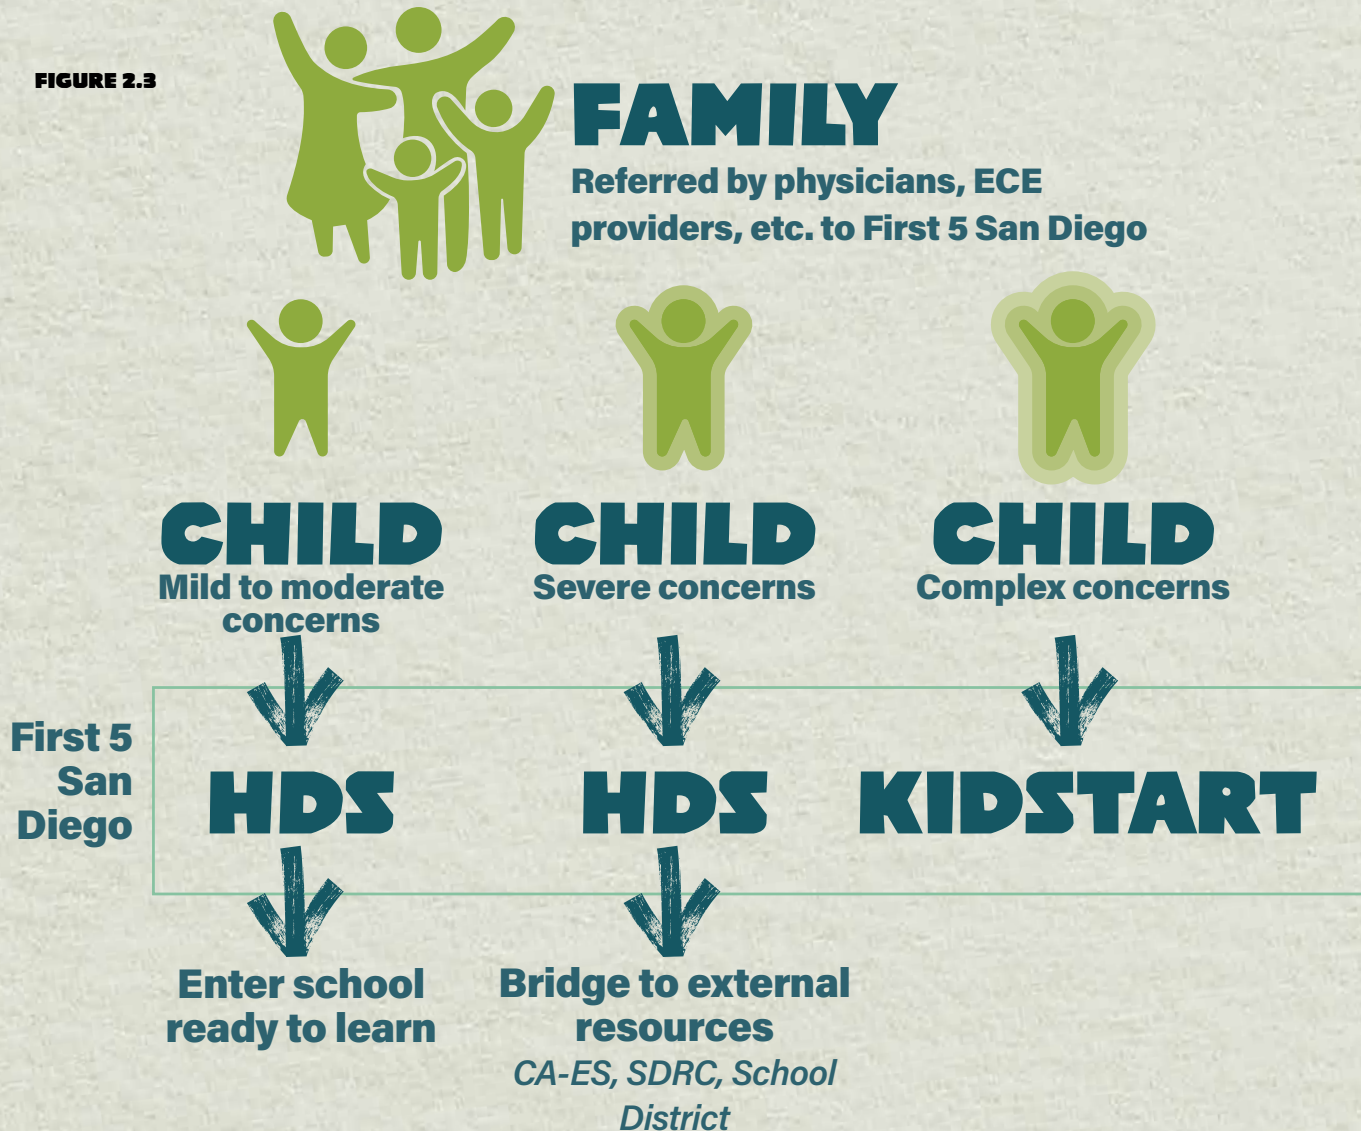 FIGURE 2.3
FAMILY
Referred by physicians, ECE
providers, etc. to First 5 San Diego
CHILD
Mild to moderate
concerns
CHILD
Severe concerns
CHILD
Complex concerns
First 5
San
Diego
HDS
HDS
KIDSTART
Enter school
ready to learn
Bridge to external
resources
CA-ES, SDRC, School
District